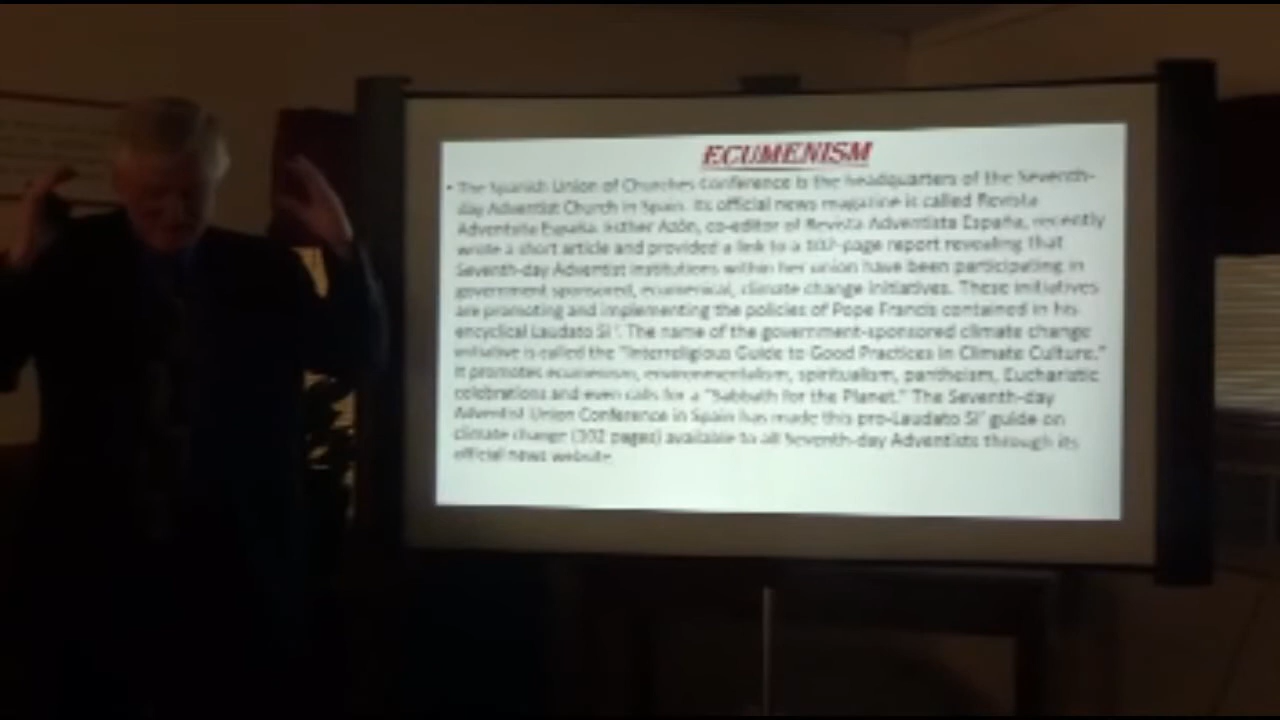 ECUMENISM
• The Spanish Union of Churches Conference is the headquarters of the Seventh-
day Adventist Church in Spain. Its official news magazine is called Revista
Adventista España. Esther Azón, co-editor of Revista Adventista España, recently
wrote a short article and provided a link to a 102-page report revealing that
Seventh-day Adventist institutions within her union have been participating in
government sponsored, ecumenical, climate change initiatives. These initiatives
are promoting and implementing the policies of Pope Francis contained in his
encyclical Laudato Si'. The name of the government-sponsored climate change
initiative is called the "Interreligious Guide to Good Practices in Climate Culture."
It promotes ecumenism, environmentalism, spiritualism, pantheism, Eucharistic
celebrations and even calls for a "Sabbath for the Planet." The Seventh-day
Adventist Union Conference in Spain has made this pro-Laudato Si' guide on
climate change (102 pages) available to all Seventh-day Adventists through its
official news website.